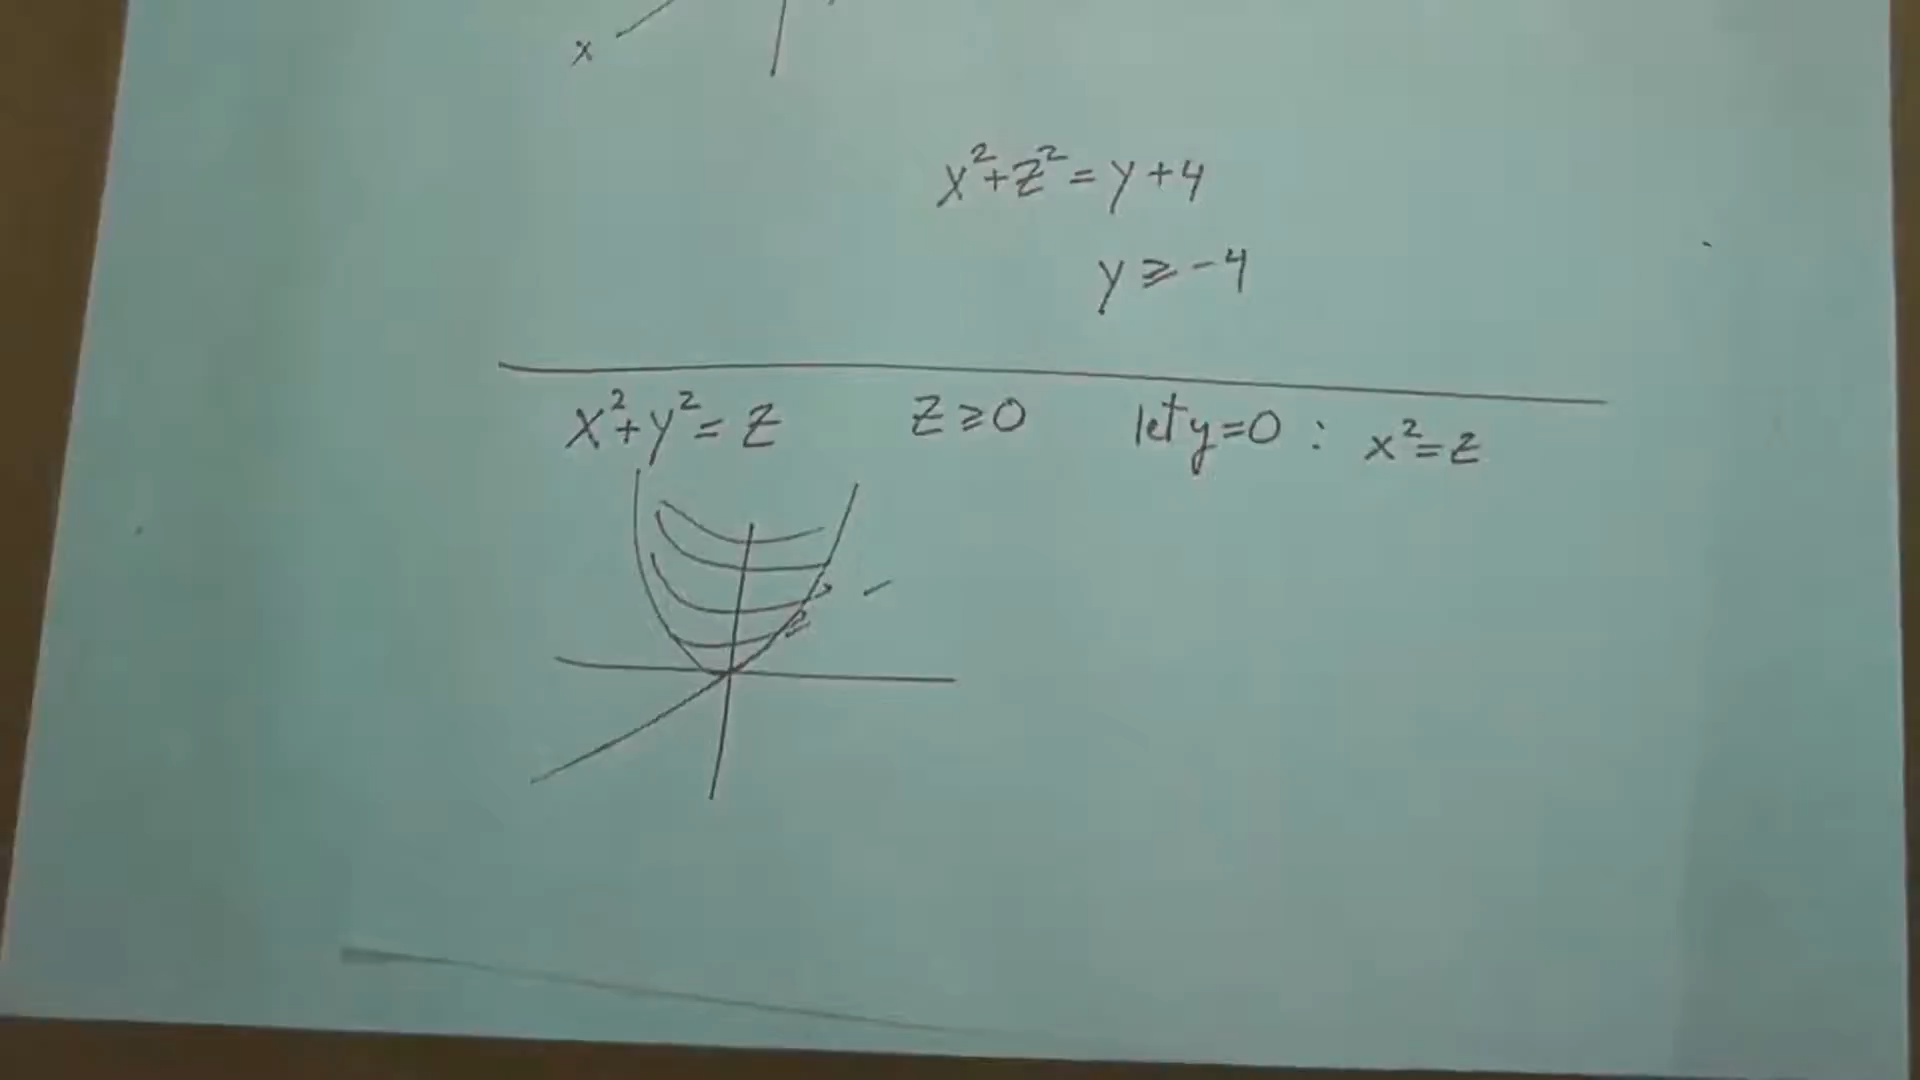 x
x²+z²=y+4
y≥-4
x²+y²=z z≥0 let y=0: x²=z